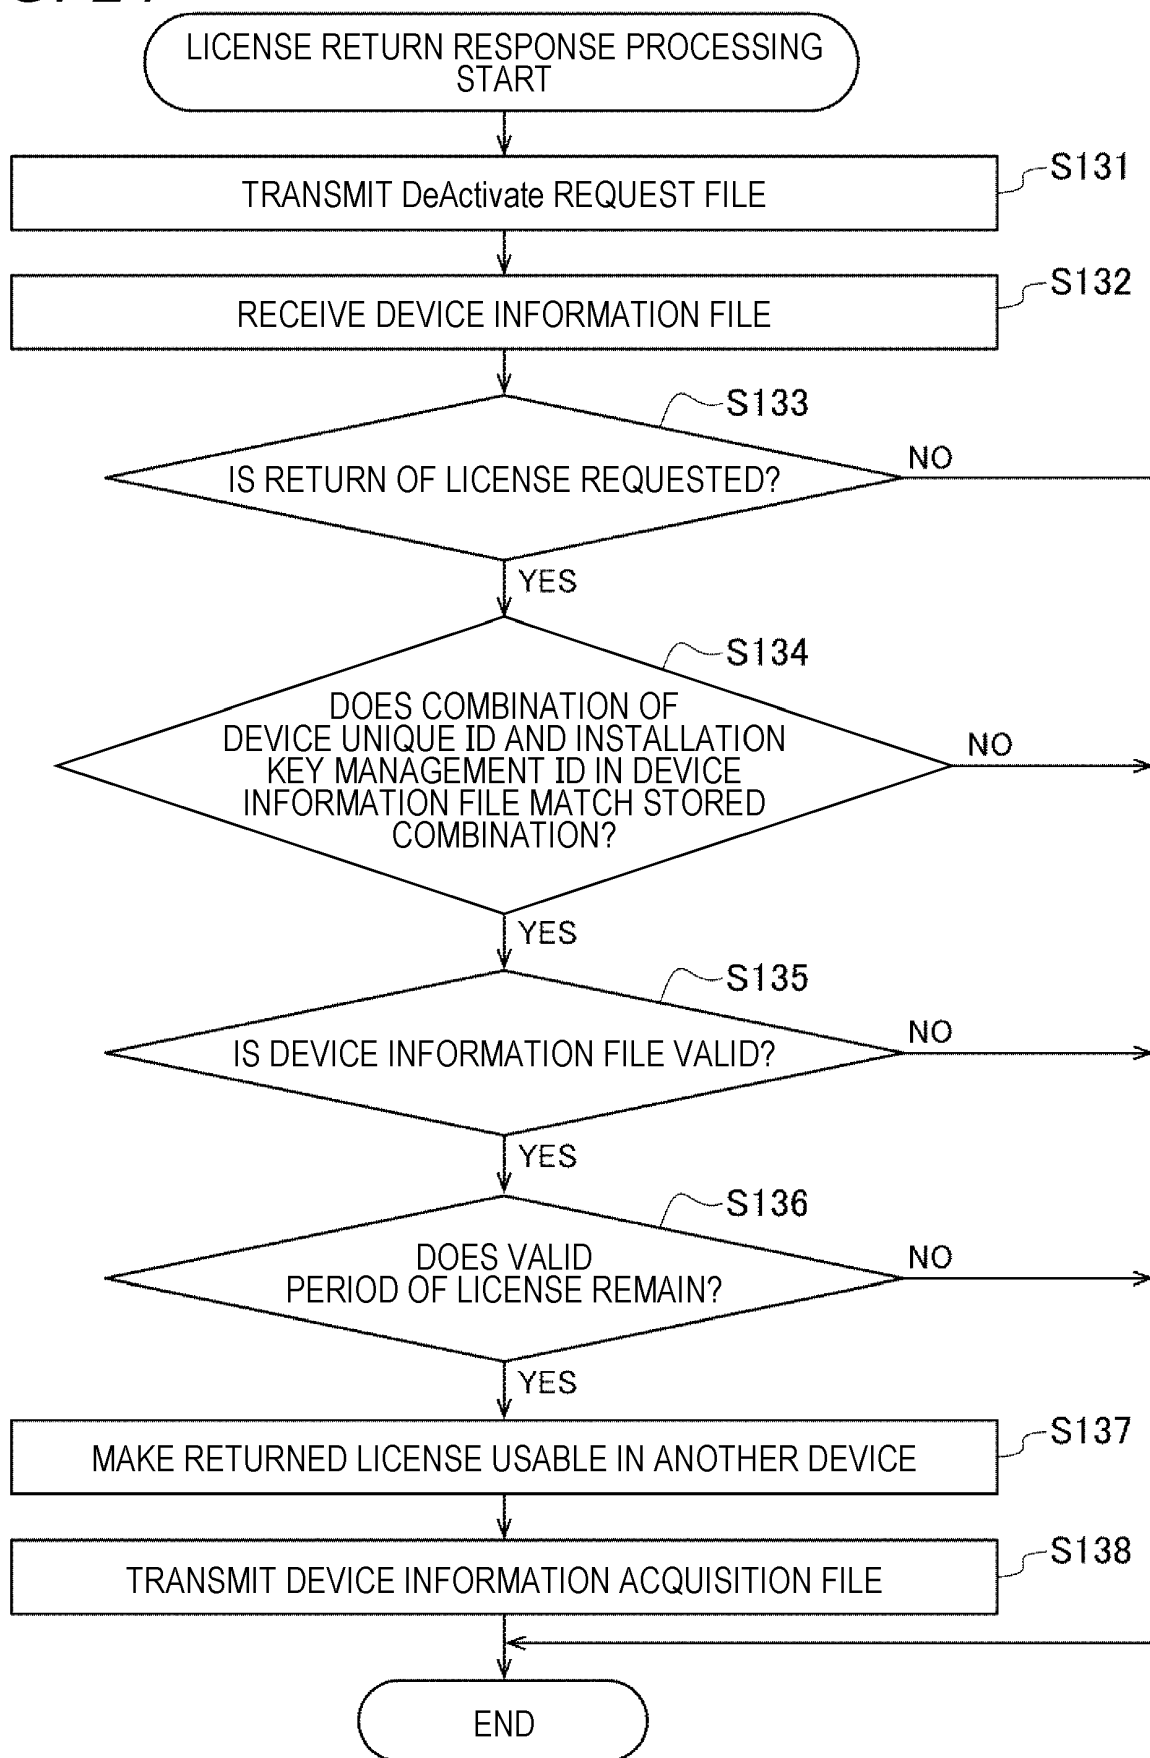 LICENSE RETURN RESPONSE PROCESSING
START
S131
TRANSMIT DeActivate REQUEST FILE
S132
RECEIVE DEVICE INFORMATION FILE
S133
IS RETURN OF LICENSE REQUESTED?
NO
YES
S134
DOES COMBINATION OF
DEVICE UNIQUE ID AND INSTALLATION
KEY MANAGEMENT ID IN DEVICE
INFORMATION FILE MATCH STORED
COMBINATION?
NO
YES
S135
IS DEVICE INFORMATION FILE VALID?
NO
YES
S136
DOES VALID
PERIOD OF LICENSE REMAIN?
NO
YES
S137
MAKE RETURNED LICENSE USABLE IN ANOTHER DEVICE
S138
TRANSMIT DEVICE INFORMATION ACQUISITION FILE
END